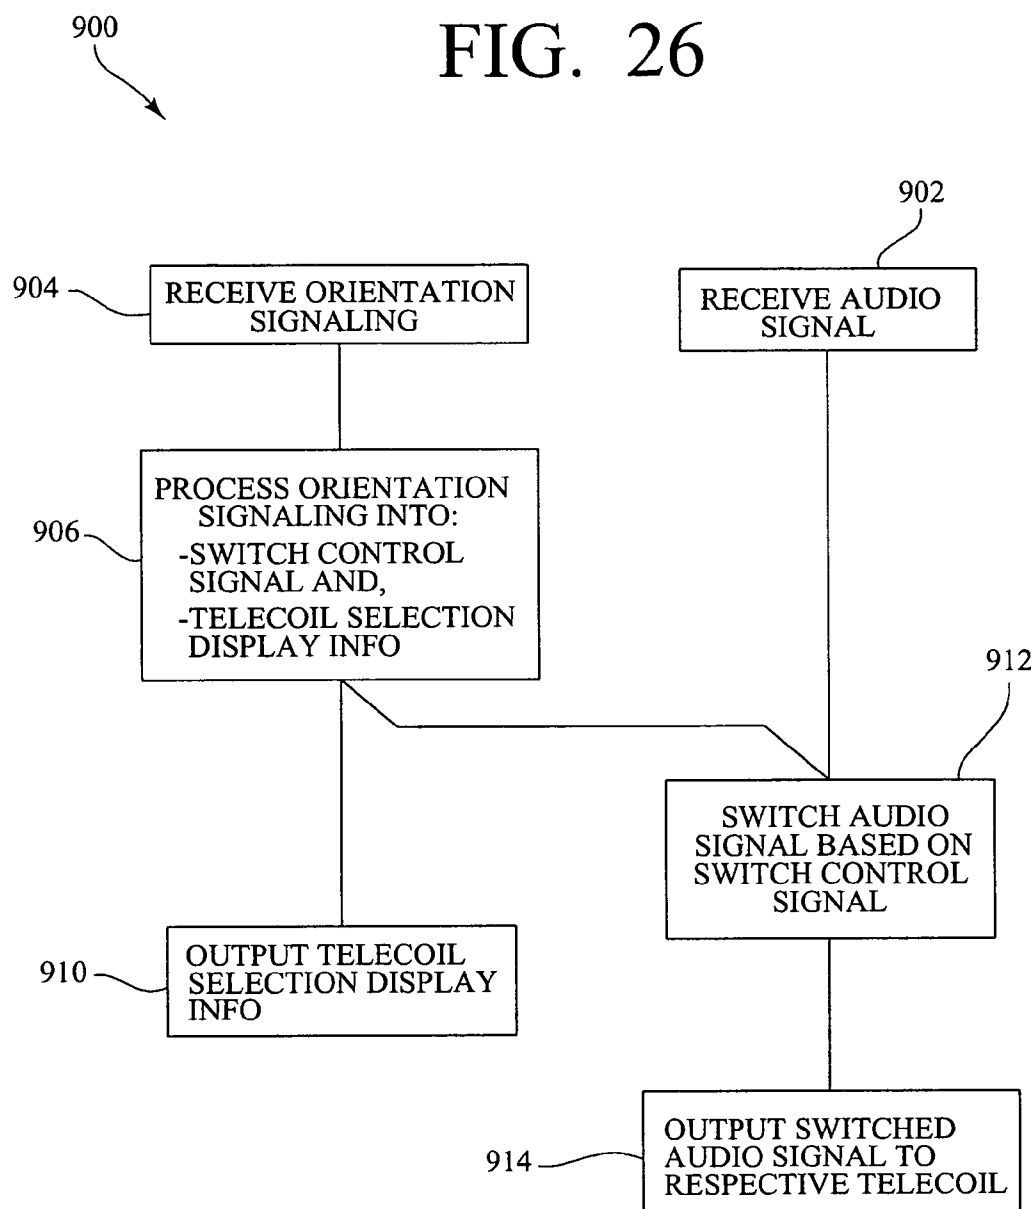 900
FIG. 26
902
904
RECEIVE ORIENTATION
SIGNALING
RECEIVE AUDIO
SIGNAL
906
PROCESS ORIENTATION
SIGNALING INTO:
-SWITCH CONTROL
SIGNAL AND,
-TELECOIL SELECTION
DISPLAY INFO
912
SWITCH AUDIO
SIGNAL BASED ON
SWITCH CONTROL
SIGNAL
910
OUTPUT TELECOIL
SELECTION DISPLAY
INFO
914
OUTPUT SWITCHED
AUDIO SIGNAL TO
RESPECTIVE TELECOIL